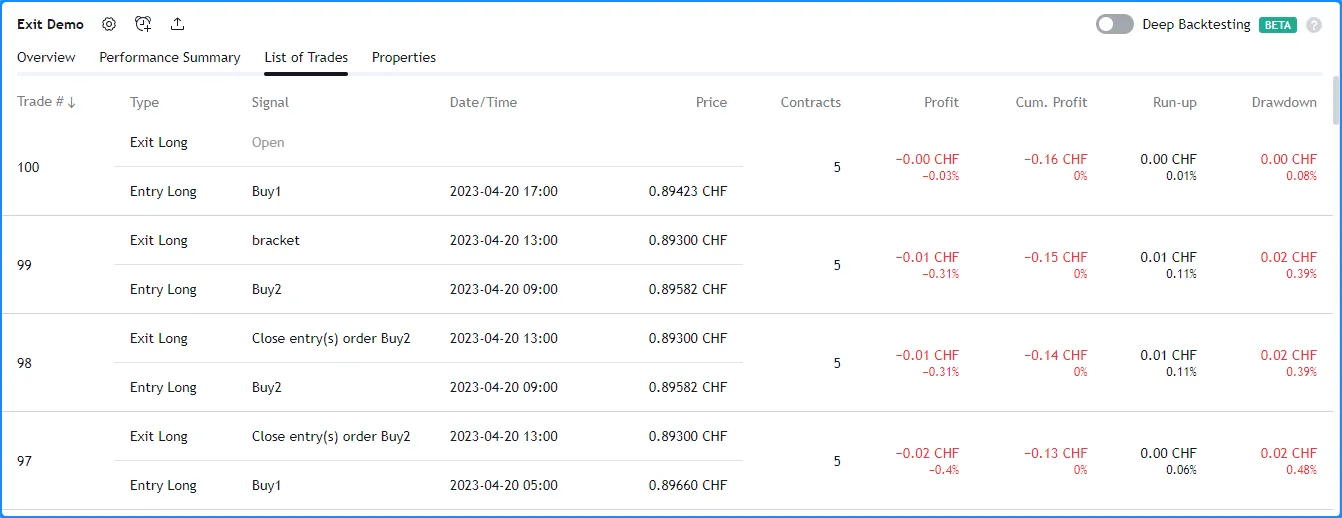 Exit Demo Deep Backtesting BETA ?
Overview Performance Summary List of Trades Properties
Trade # ↓ Type Signal Date/Time Price Contracts Profit Cum. Profit Run-up Drawdown
Exit Long Open
100 5 −0.00 CHF −0.16 CHF 0.00 CHF 0.00 CHF
−0.03% 0% 0.01% 0.08%
Entry Long Buy1 2023-04-20 17:00 0.89423 CHF
Exit Long bracket 2023-04-20 13:00 0.89300 CHF
99 5 −0.01 CHF −0.15 CHF 0.01 CHF 0.02 CHF
−0.31% 0% 0.11% 0.39%
Entry Long Buy2 2023-04-20 09:00 0.89582 CHF
Exit Long Close entry(s) order Buy2 2023-04-20 13:00 0.89300 CHF
98 5 −0.01 CHF −0.14 CHF 0.01 CHF 0.02 CHF
−0.31% 0% 0.11% 0.39%
Entry Long Buy2 2023-04-20 09:00 0.89582 CHF
Exit Long Close entry(s) order Buy2 2023-04-20 13:00 0.89300 CHF
97 5 −0.02 CHF −0.13 CHF 0.00 CHF 0.02 CHF
−0.4% 0% 0.06% 0.48%
Entry Long Buy1 2023-04-20 05:00 0.89660 CHF